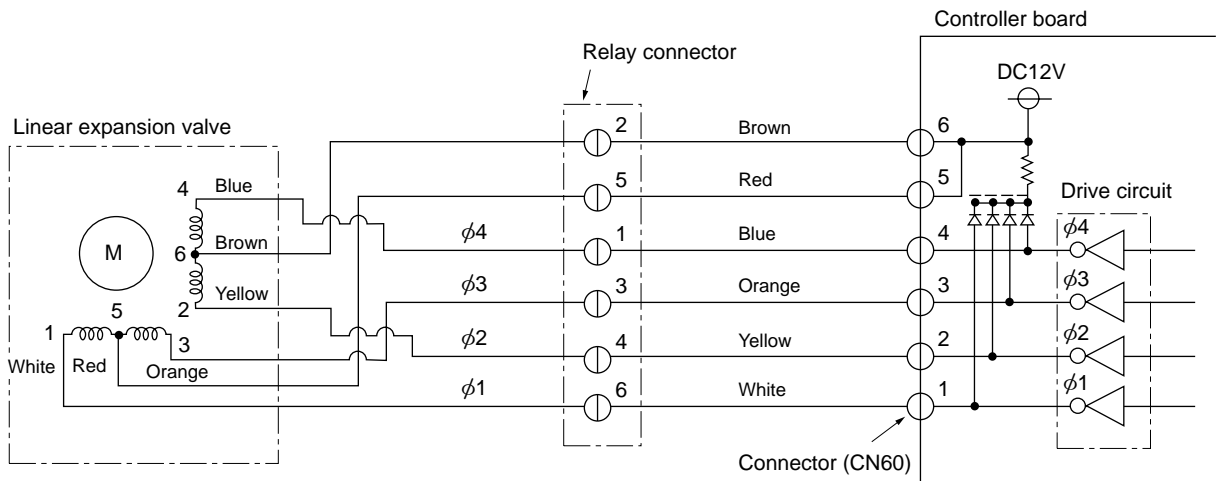 Controller board
Relay connector
DC12V
Linear expansion valve
2 Brown 6
4 Blue
5 Red 5
Drive circuit
M
6 Brown
ϕ4 1 Blue 4 ϕ4
2 Yellow
ϕ3 3 Orange 3 ϕ3
5
1 3
ϕ2 4 Yellow 2 ϕ2
White Red Orange
ϕ1 6 White 1 ϕ1
Connector (CN60)